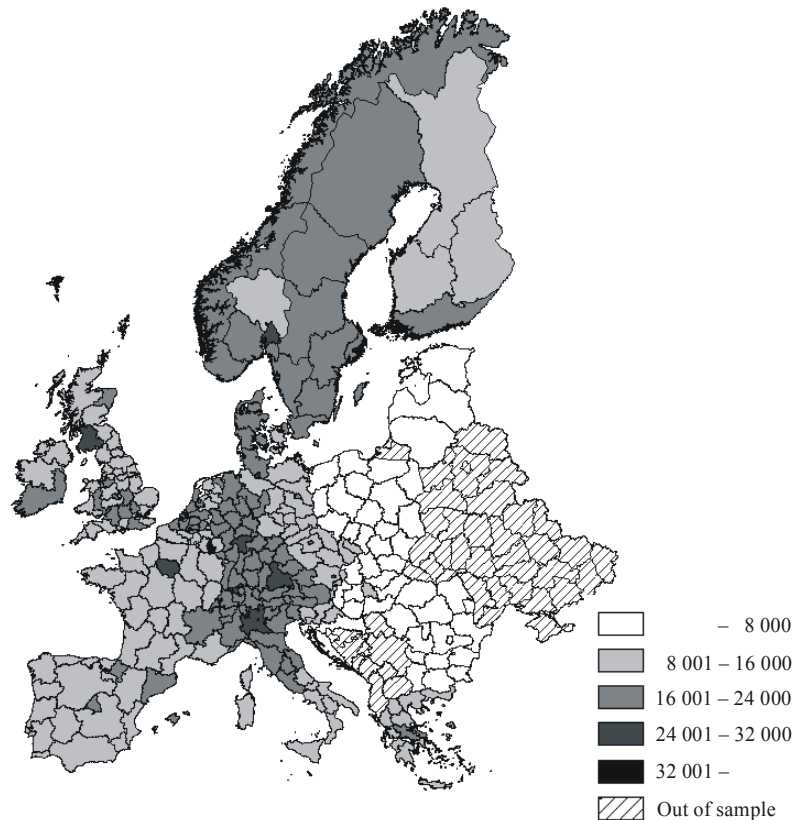 – 8 000
8 001 – 16 000
16 001 – 24 000
24 001 – 32 000
32 001 –
Out of sample